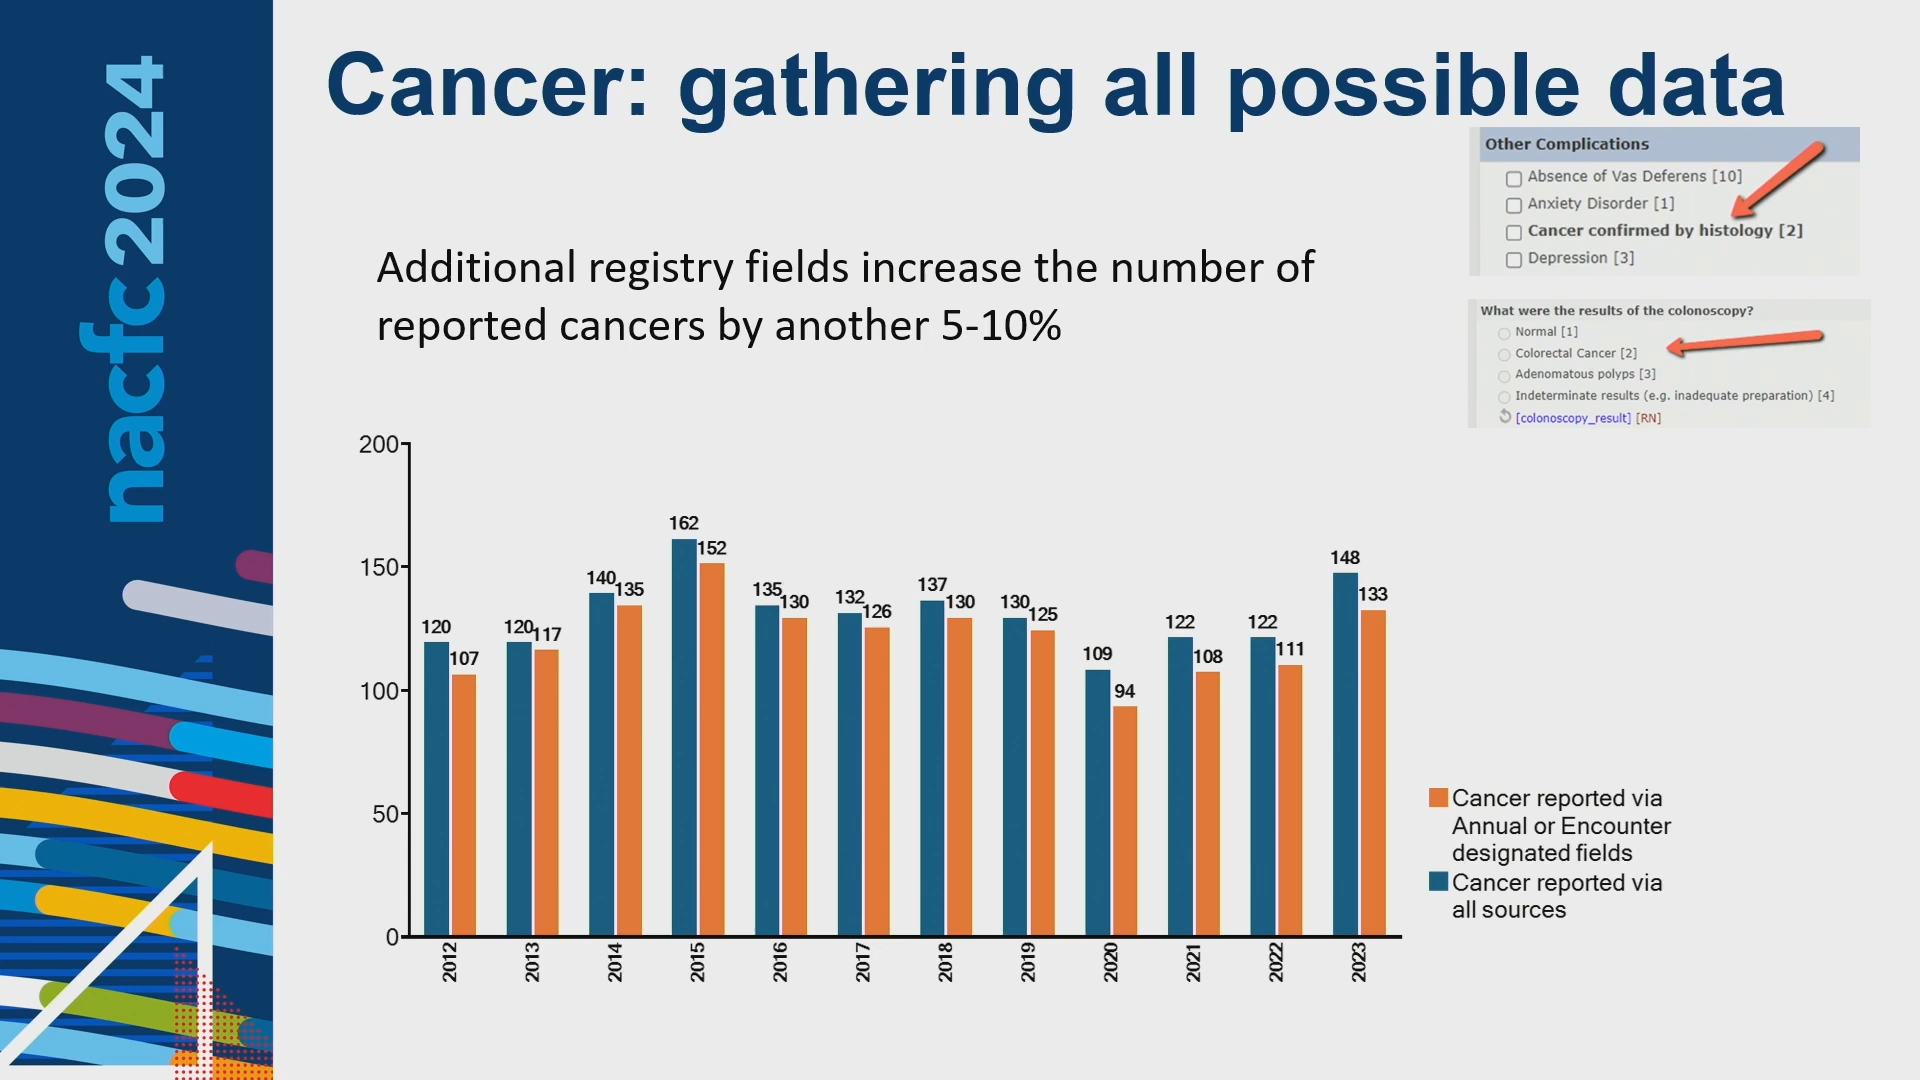 nacfc 2024
Cancer: gathering all possible data
Additional registry fields increase the number of
reported cancers by another 5-10%
Other Complications
Absence of Vas Deferens [10]
Anxiety Disorder [1]
Cancer confirmed by histology [2]
Depression [3]
What were the results of the colonoscopy?
Normal [1]
Colorectal Cancer [2]
Adenomatous polyps [3]
Indeterminate results (e.g. inadequate preparation) [4]
[colonoscopy_result] [RN]
200
150
100
50
0
120 107
120 117
140 135
162 152
135 130
132 126
137 130
130 125
109 94
122 108
122 111
148 133
2012 2013 2014 2015 2016 2017 2018 2019 2020 2021 2022 2023
Cancer reported via
Annual or Encounter
designated fields
Cancer reported via
all sources